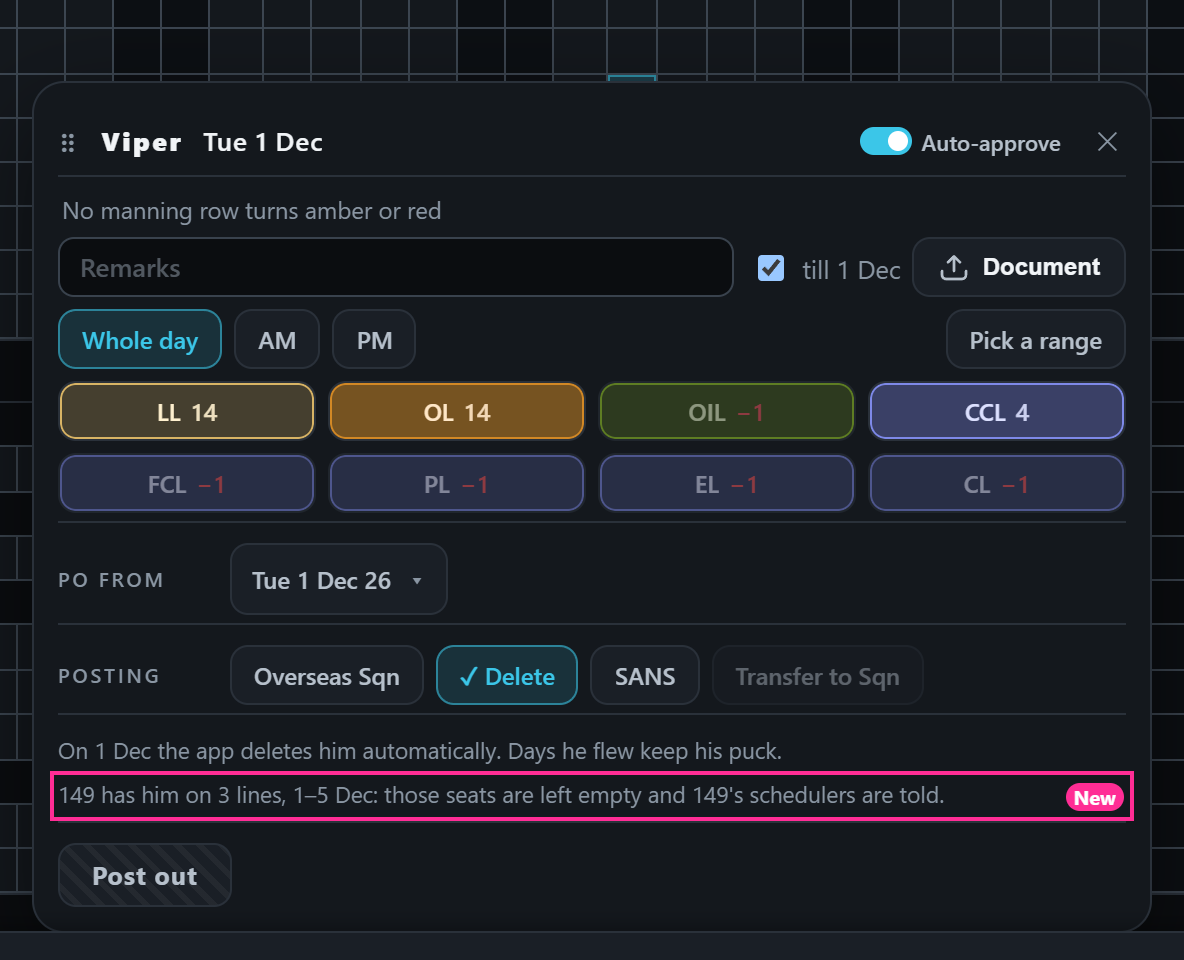 Viper Tue 1 Dec Auto-approve
No manning row turns amber or red
Remarks till 1 Dec Document
Whole day AM PM Pick a range
LL 14 OL 14 OIL −1 CCL 4
FCL −1 PL −1 EL −1 CL −1
PO FROM Tue 1 Dec 26
POSTING Overseas Sqn ✓ Delete SANS Transfer to Sqn
On 1 Dec the app deletes him automatically. Days he flew keep his puck.
149 has him on 3 lines, 1–5 Dec: those seats are left empty and 149's schedulers are told. New
Post out